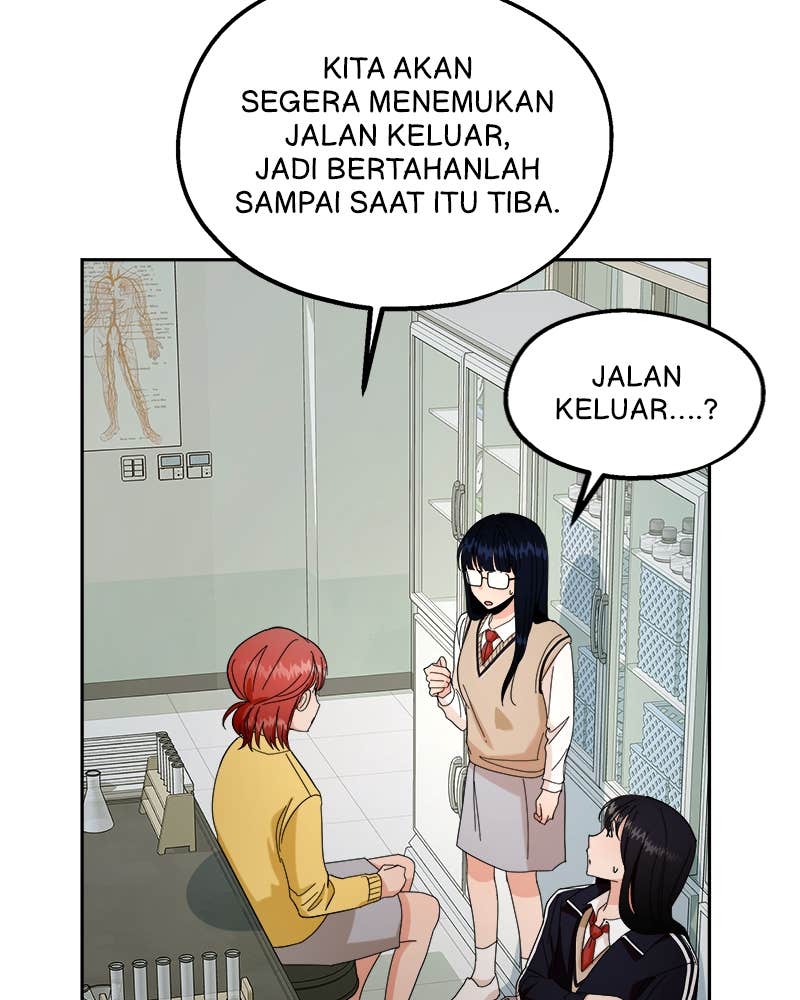 KITA AKAN
SEGERA MENEMUKAN
JALAN KELUAR,
JADI BERTAHANLAH
SAMPAI SAAT ITU TIBA.
JALAN
KELUAR....?